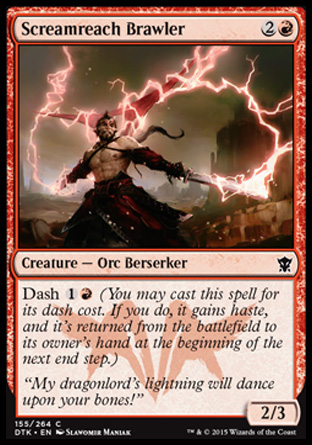 Screamreach Brawler 2
Creature — Orc Berserker
Dash 1 (You may cast this spell for
its dash cost. If you do, it gains haste,
and it's returned from the battlefield to
its owner's hand at the beginning of the
next end step.)
"My dragonlord's lightning will dance
upon your bones!"
2/3
155/264 C
DTK • EN Slawomir Maniak
™ & © 2015 Wizards of the Coast